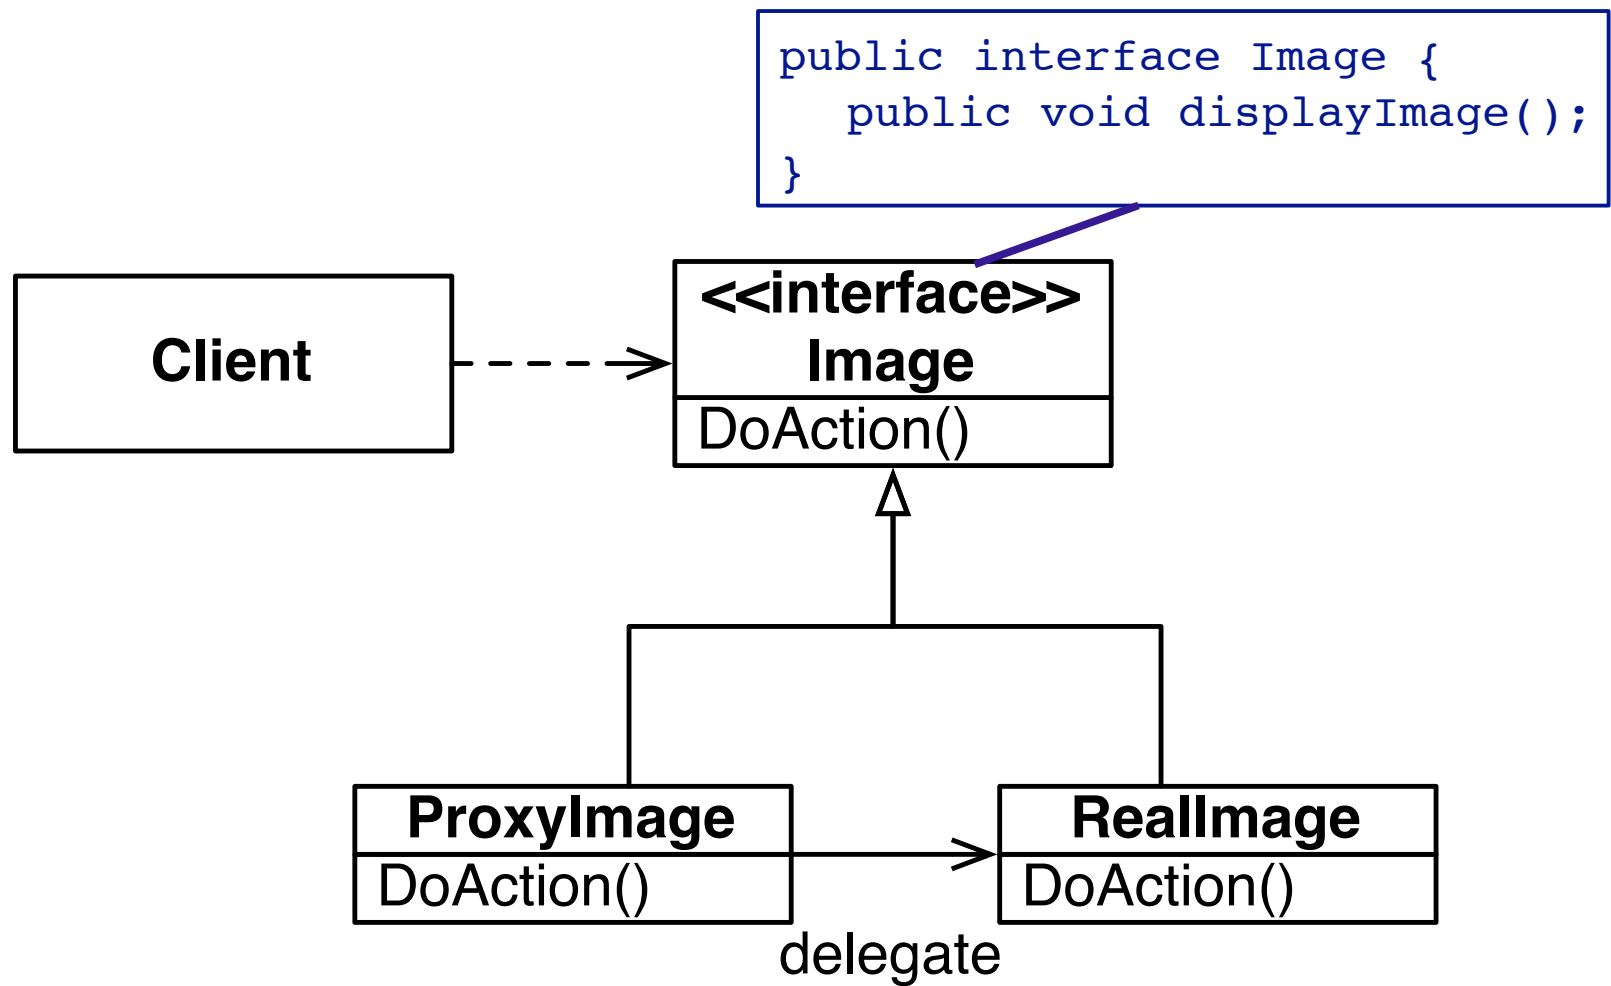 public interface Image {
public void displayImage();
}
<<interface>>
Client
Image
DoAction()
ProxyImage
RealImage
DoAction()
DoAction()
delegate